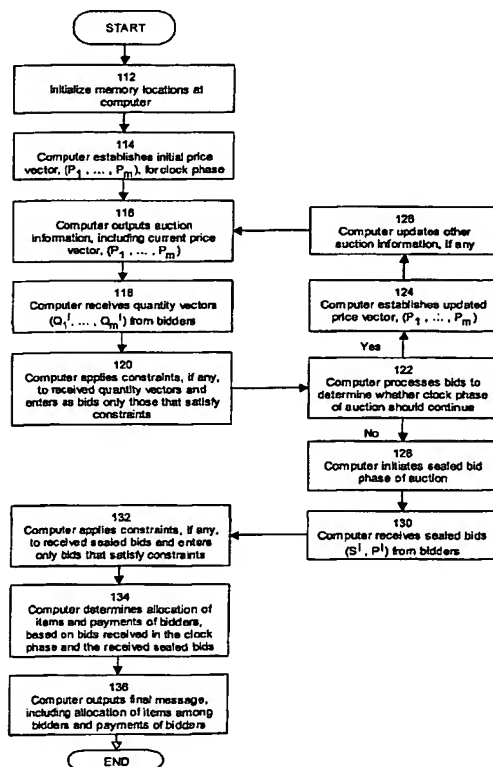 START
112
Initialize memory locations at
computer
114
Computer establishes initial price
vector, (P1 , ... , Pm), for clock phase
116
Computer outputs auction
information, including current price
vector, (P1 , ... , Pm)
118
Computer receives quantity vectors
(Q1^i, ... , Qm^i) from bidders
120
Computer applies constraints, if any,
to received quantity vectors and
enters as bids only those that satisfy
constraints
126
Computer updates other
auction information, if any
124
Computer establishes updated
price vector, (P1 , ... , Pm)
Yes
122
Computer processes bids to
determine whether clock phase
of auction should continue
No
128
Computer initiates sealed bid
phase of auction
130
Computer receives sealed bids
(S^i , P^i) from bidders
132
Computer applies constraints, if any,
to received sealed bids and enters
only bids that satisfy constraints
134
Computer determines allocation of
items and payments of bidders,
based on bids received in the clock
phase and the received sealed bids
136
Computer outputs final message,
including allocation of items among
bidders and payments of bidders
END